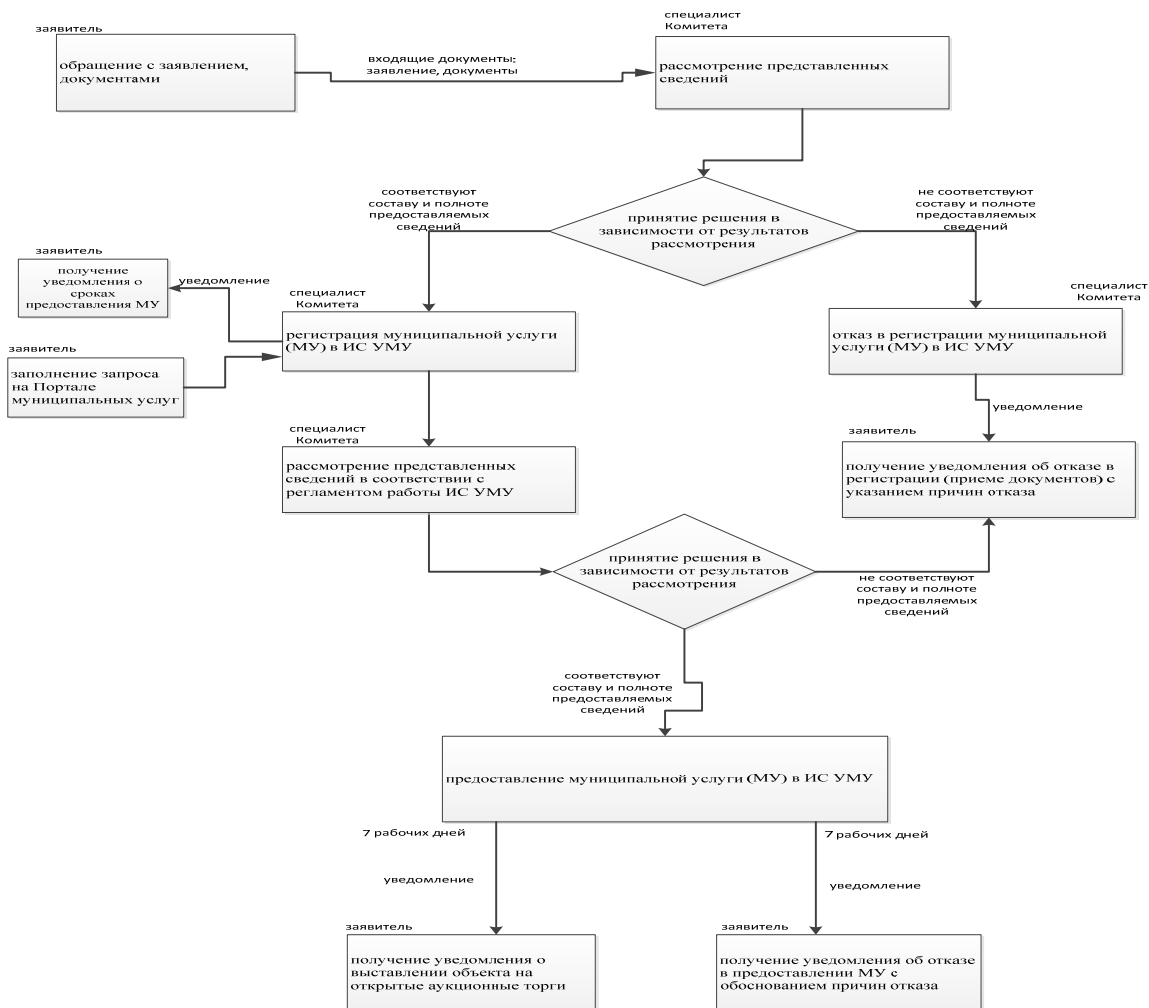 заявитель
обращение с заявлением,
документами
входящие документы:
заявление, документы
специалист
Комитета
рассмотрение представленных
сведений
соответствуют
составу и полноте
предоставляемых
сведений
принятие решения в
зависимости от результатов
рассмотрения
не соответствуют
составу и полноте
предоставляемых
сведений
заявитель
получение
уведомления о
сроках
предоставления МУ
уведомление
специалист
Комитета
регистрация муниципальной услуги
(МУ) в ИС УМУ
специалист
Комитета
отказ в регистрации муниципальной
услуги (МУ) в ИС УМУ
заявитель
заполнение запроса
на Портале
муниципальных услуг
уведомление
специалист
Комитета
рассмотрение представленных
сведений в соответствии с
регламентом работы ИС УМУ
заявитель
получение уведомления об отказе в
регистрации (приеме документов) с
указанием причин отказа
принятие решения в
зависимости от результатов
рассмотрения
не соответствуют
составу и полноте
предоставляемых
сведений
соответствуют
составу и полноте
предоставляемых
сведений
предоставление муниципальной услуги (МУ) в ИС УМУ
7 рабочих дней
7 рабочих дней
уведомление
уведомление
заявитель
получение уведомления о
выставлении объекта на
открытые аукционные торги
заявитель
получение уведомления об отказе
в предоставлении МУ с
обоснованием причин отказа